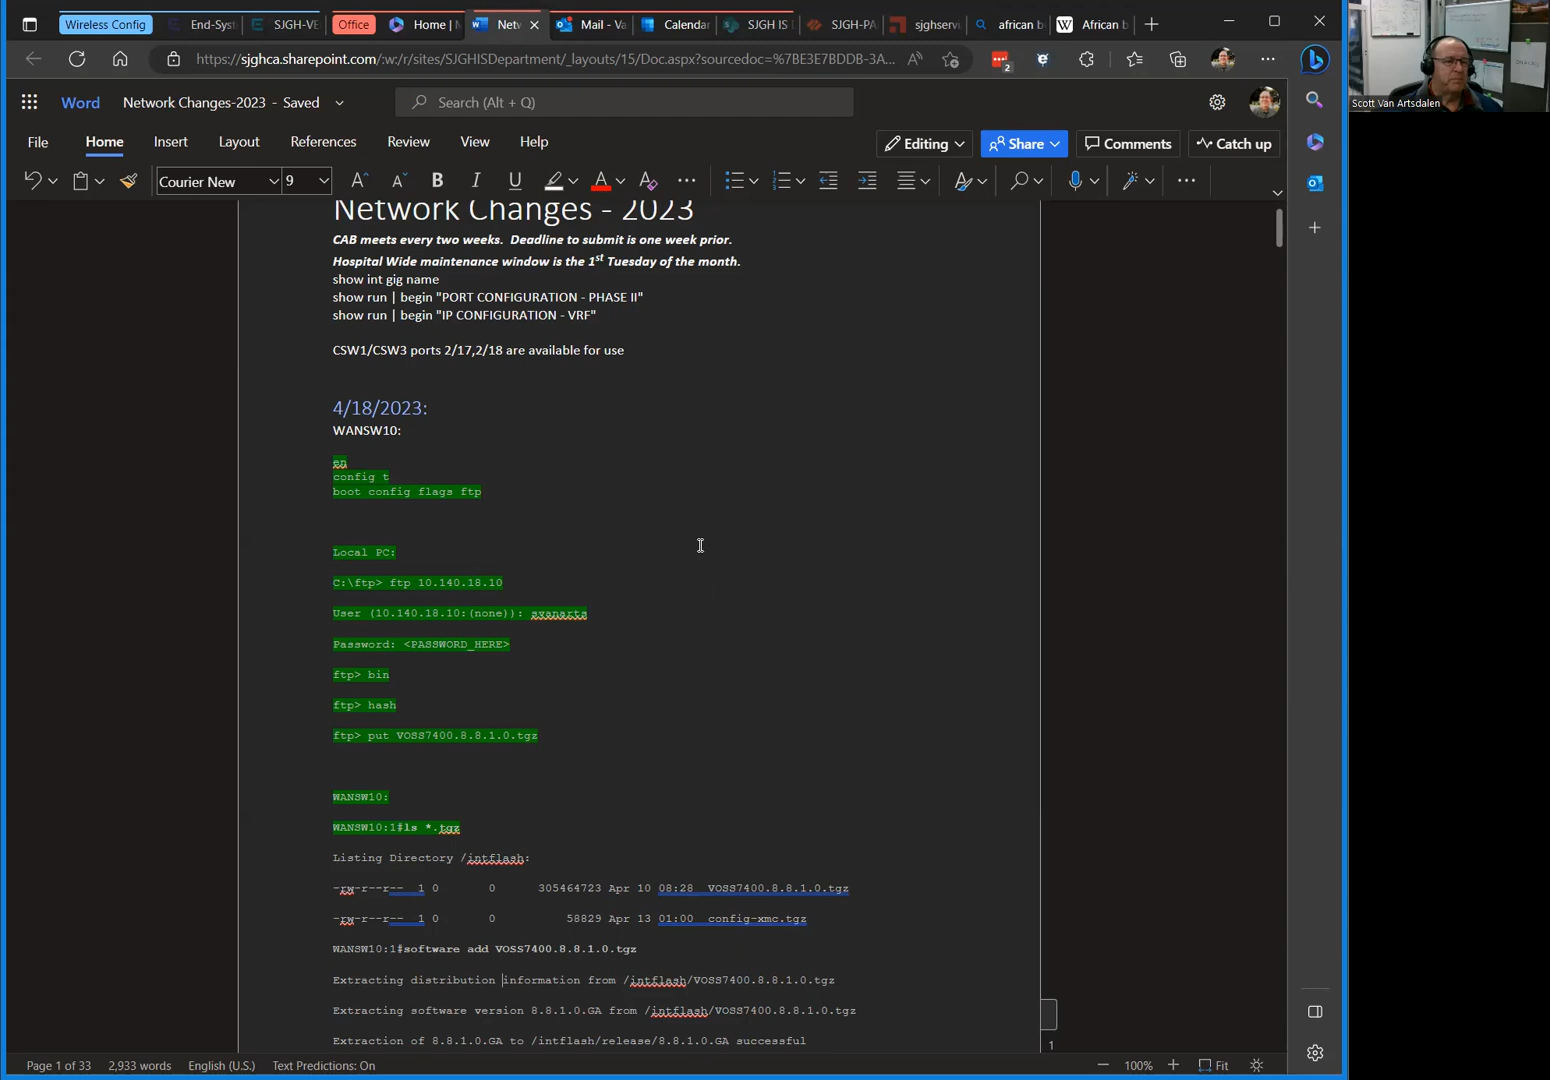 Wireless Config
End-Syst
SJGH-VE
Office
Home |
Netw
Mail - Va
Calendar
SJGH IS D
SJGH-PA
sjghservi
african b
African b
https://sjghca.sharepoint.com/:w:/r/sites/SJGHISDepartment/_layouts/15/Doc.aspx?sourcedoc=%7BE3E7BDDB-3A...
2
Scott Van Artsdalen
Word
Network Changes-2023 - Saved
Search (Alt + Q)
File
Home
Insert
Layout
References
Review
View
Help
Editing
Share
Comments
Catch up
Courier New
9
Network Changes - 2023
CAB meets every two weeks. Deadline to submit is one week prior.
Hospital Wide maintenance window is the 1st Tuesday of the month.
show int gig name
show run | begin "PORT CONFIGURATION - PHASE II"
show run | begin "IP CONFIGURATION - VRF"
CSW1/CSW3 ports 2/17,2/18 are available for use
4/18/2023:
WANSW10:
en
config t
boot config flags ftp
Local PC:
C:\ftp> ftp 10.140.18.10
User (10.140.18.10:(none)): svanarts
Password: <PASSWORD_HERE>
ftp> bin
ftp> hash
ftp> put VOSS7400.8.8.1.0.tgz
WANSW10:
WANSW10:1#ls *.tgz
Listing Directory /intflash:
-rw-r--r-- 1 0 0 305464723 Apr 10 08:28 VOSS7400.8.8.1.0.tgz
-rw-r--r-- 1 0 0 58829 Apr 13 01:00 config-xmc.tgz
WANSW10:1#software add VOSS7400.8.8.1.0.tgz
Extracting distribution information from /intflash/VOSS7400.8.8.1.0.tgz
Extracting software version 8.8.1.0.GA from /intflash/VOSS7400.8.8.1.0.tgz
Extraction of 8.8.1.0.GA to /intflash/release/8.8.1.0.GA successful
1
Page 1 of 33
2,933 words
English (U.S.)
Text Predictions: On
100%
Fit